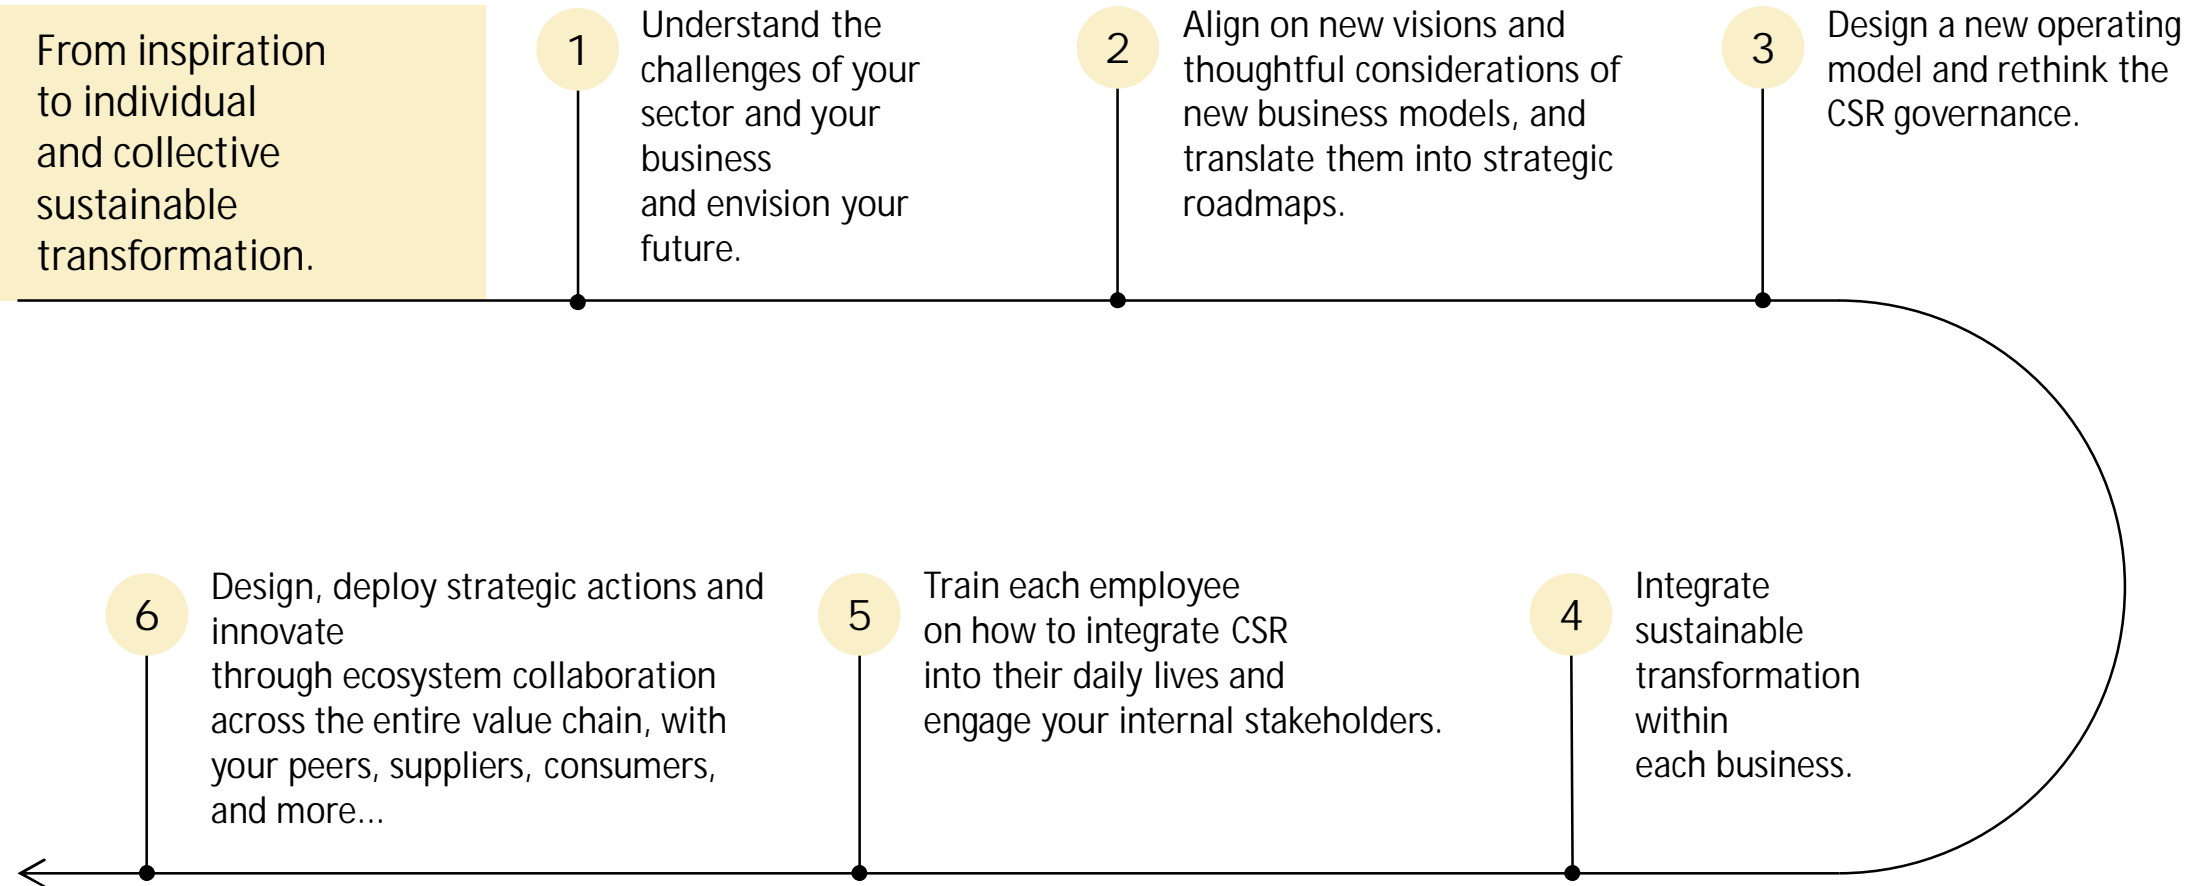 From inspiration
to individual
and collective
sustainable
transformation.
1
Understand the
challenges of your
sector and your
business
and envision your
future.
2
Align on new visions and
thoughtful considerations of
new business models, and
translate them into strategic
roadmaps.
3
Design a new operating
model and rethink the
CSR governance.
4
Integrate
sustainable
transformation
within
each business.
5
Train each employee
on how to integrate CSR
into their daily lives and
engage your internal stakeholders.
6
Design, deploy strategic actions and
innovate
through ecosystem collaboration
across the entire value chain, with
your peers, suppliers, consumers,
and more...